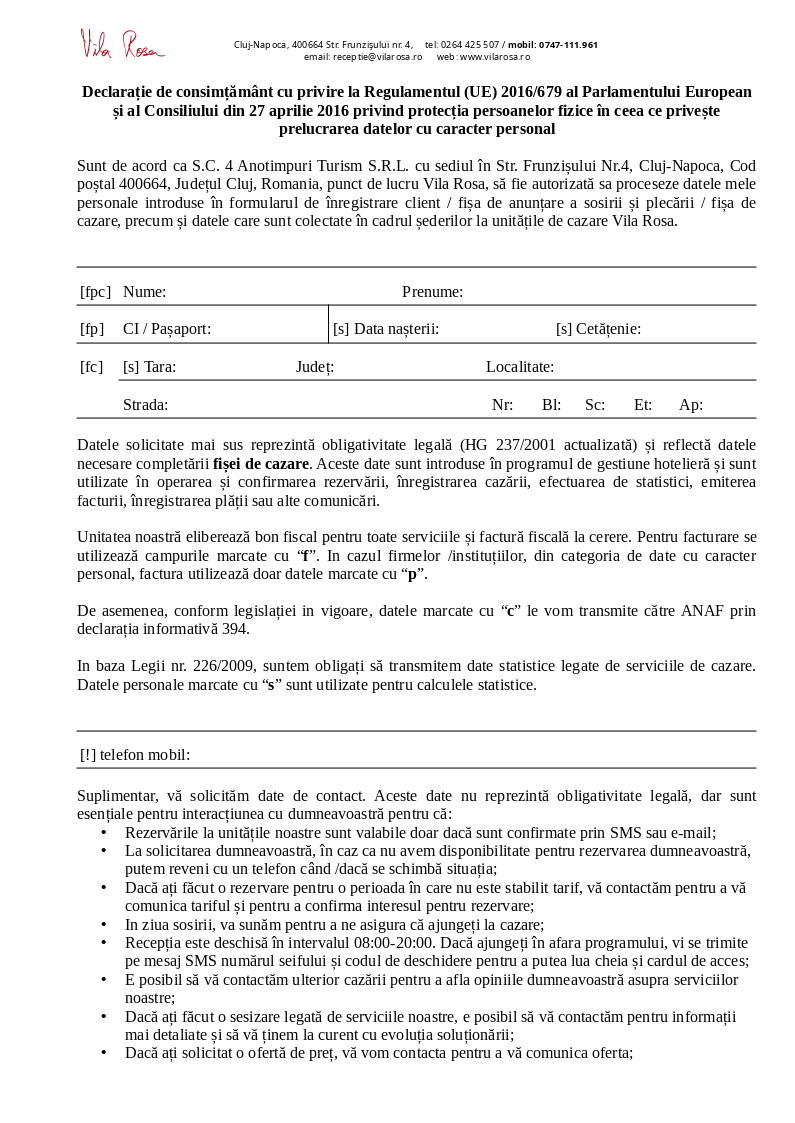 Vila Rosa
Cluj-Napoca, 400664 Str. Frunzişului nr. 4, tel: 0264 425 507 / mobil: 0747-111.961
email: receptie@vilarosa.ro web: www.vilarosa.ro
Declarație de consimțământ cu privire la Regulamentul (UE) 2016/679 al Parlamentului European
și al Consiliului din 27 aprilie 2016 privind protecția persoanelor fizice în ceea ce privește
prelucrarea datelor cu caracter personal
Sunt de acord ca S.C. 4 Anotimpuri Turism S.R.L. cu sediul în Str. Frunzișului Nr.4, Cluj-Napoca, Cod
poștal 400664, Județul Cluj, Romania, punct de lucru Vila Rosa, să fie autorizată sa proceseze datele mele
personale introduse în formularul de înregistrare client / fișa de anunțare a sosirii și plecării / fișa de
cazare, precum și datele care sunt colectate în cadrul șederilor la unitățile de cazare Vila Rosa.
[fpc] Nume: Prenume:
[fp] CI / Pașaport: [s] Data nașterii: [s] Cetățenie:
[fc] [s] Tara: Județ: Localitate:
Strada: Nr: Bl: Sc: Et: Ap:
Datele solicitate mai sus reprezintă obligativitate legală (HG 237/2001 actualizată) și reflectă datele
necesare completării fișei de cazare. Aceste date sunt introduse în programul de gestiune hotelieră și sunt
utilizate în operarea și confirmarea rezervării, înregistrarea cazării, efectuarea de statistici, emiterea
facturii, înregistrarea plății sau alte comunicări.
Unitatea noastră eliberează bon fiscal pentru toate serviciile și factură fiscală la cerere. Pentru facturare se
utilizează campurile marcate cu “f”. In cazul firmelor /instituțiilor, din categoria de date cu caracter
personal, factura utilizează doar datele marcate cu “p”.
De asemenea, conform legislației in vigoare, datele marcate cu “c” le vom transmite către ANAF prin
declarația informativă 394.
In baza Legii nr. 226/2009, suntem obligați să transmitem date statistice legate de serviciile de cazare.
Datele personale marcate cu “s” sunt utilizate pentru calculele statistice.
[!] telefon mobil:
Suplimentar, vă solicităm date de contact. Aceste date nu reprezintă obligativitate legală, dar sunt
esențiale pentru interacțiunea cu dumneavoastră pentru că:
• Rezervările la unitățile noastre sunt valabile doar dacă sunt confirmate prin SMS sau e-mail;
• La solicitarea dumneavoastră, în caz ca nu avem disponibilitate pentru rezervarea dumneavoastră,
putem reveni cu un telefon când /dacă se schimbă situația;
• Dacă ați făcut o rezervare pentru o perioada în care nu este stabilit tarif, vă contactăm pentru a vă
comunica tariful și pentru a confirma interesul pentru rezervare;
• In ziua sosirii, va sunăm pentru a ne asigura că ajungeți la cazare;
• Recepția este deschisă în intervalul 08:00-20:00. Dacă ajungeți în afara programului, vi se trimite
pe mesaj SMS numărul seifului și codul de deschidere pentru a putea lua cheia și cardul de acces;
• E posibil să vă contactăm ulterior cazării pentru a afla opiniile dumneavoastră asupra serviciilor
noastre;
• Dacă ați făcut o sesizare legată de serviciile noastre, e posibil să vă contactăm pentru informații
mai detaliate și să vă ținem la curent cu evoluția soluționării;
• Dacă ați solicitat o ofertă de preț, vă vom contacta pentru a vă comunica oferta;